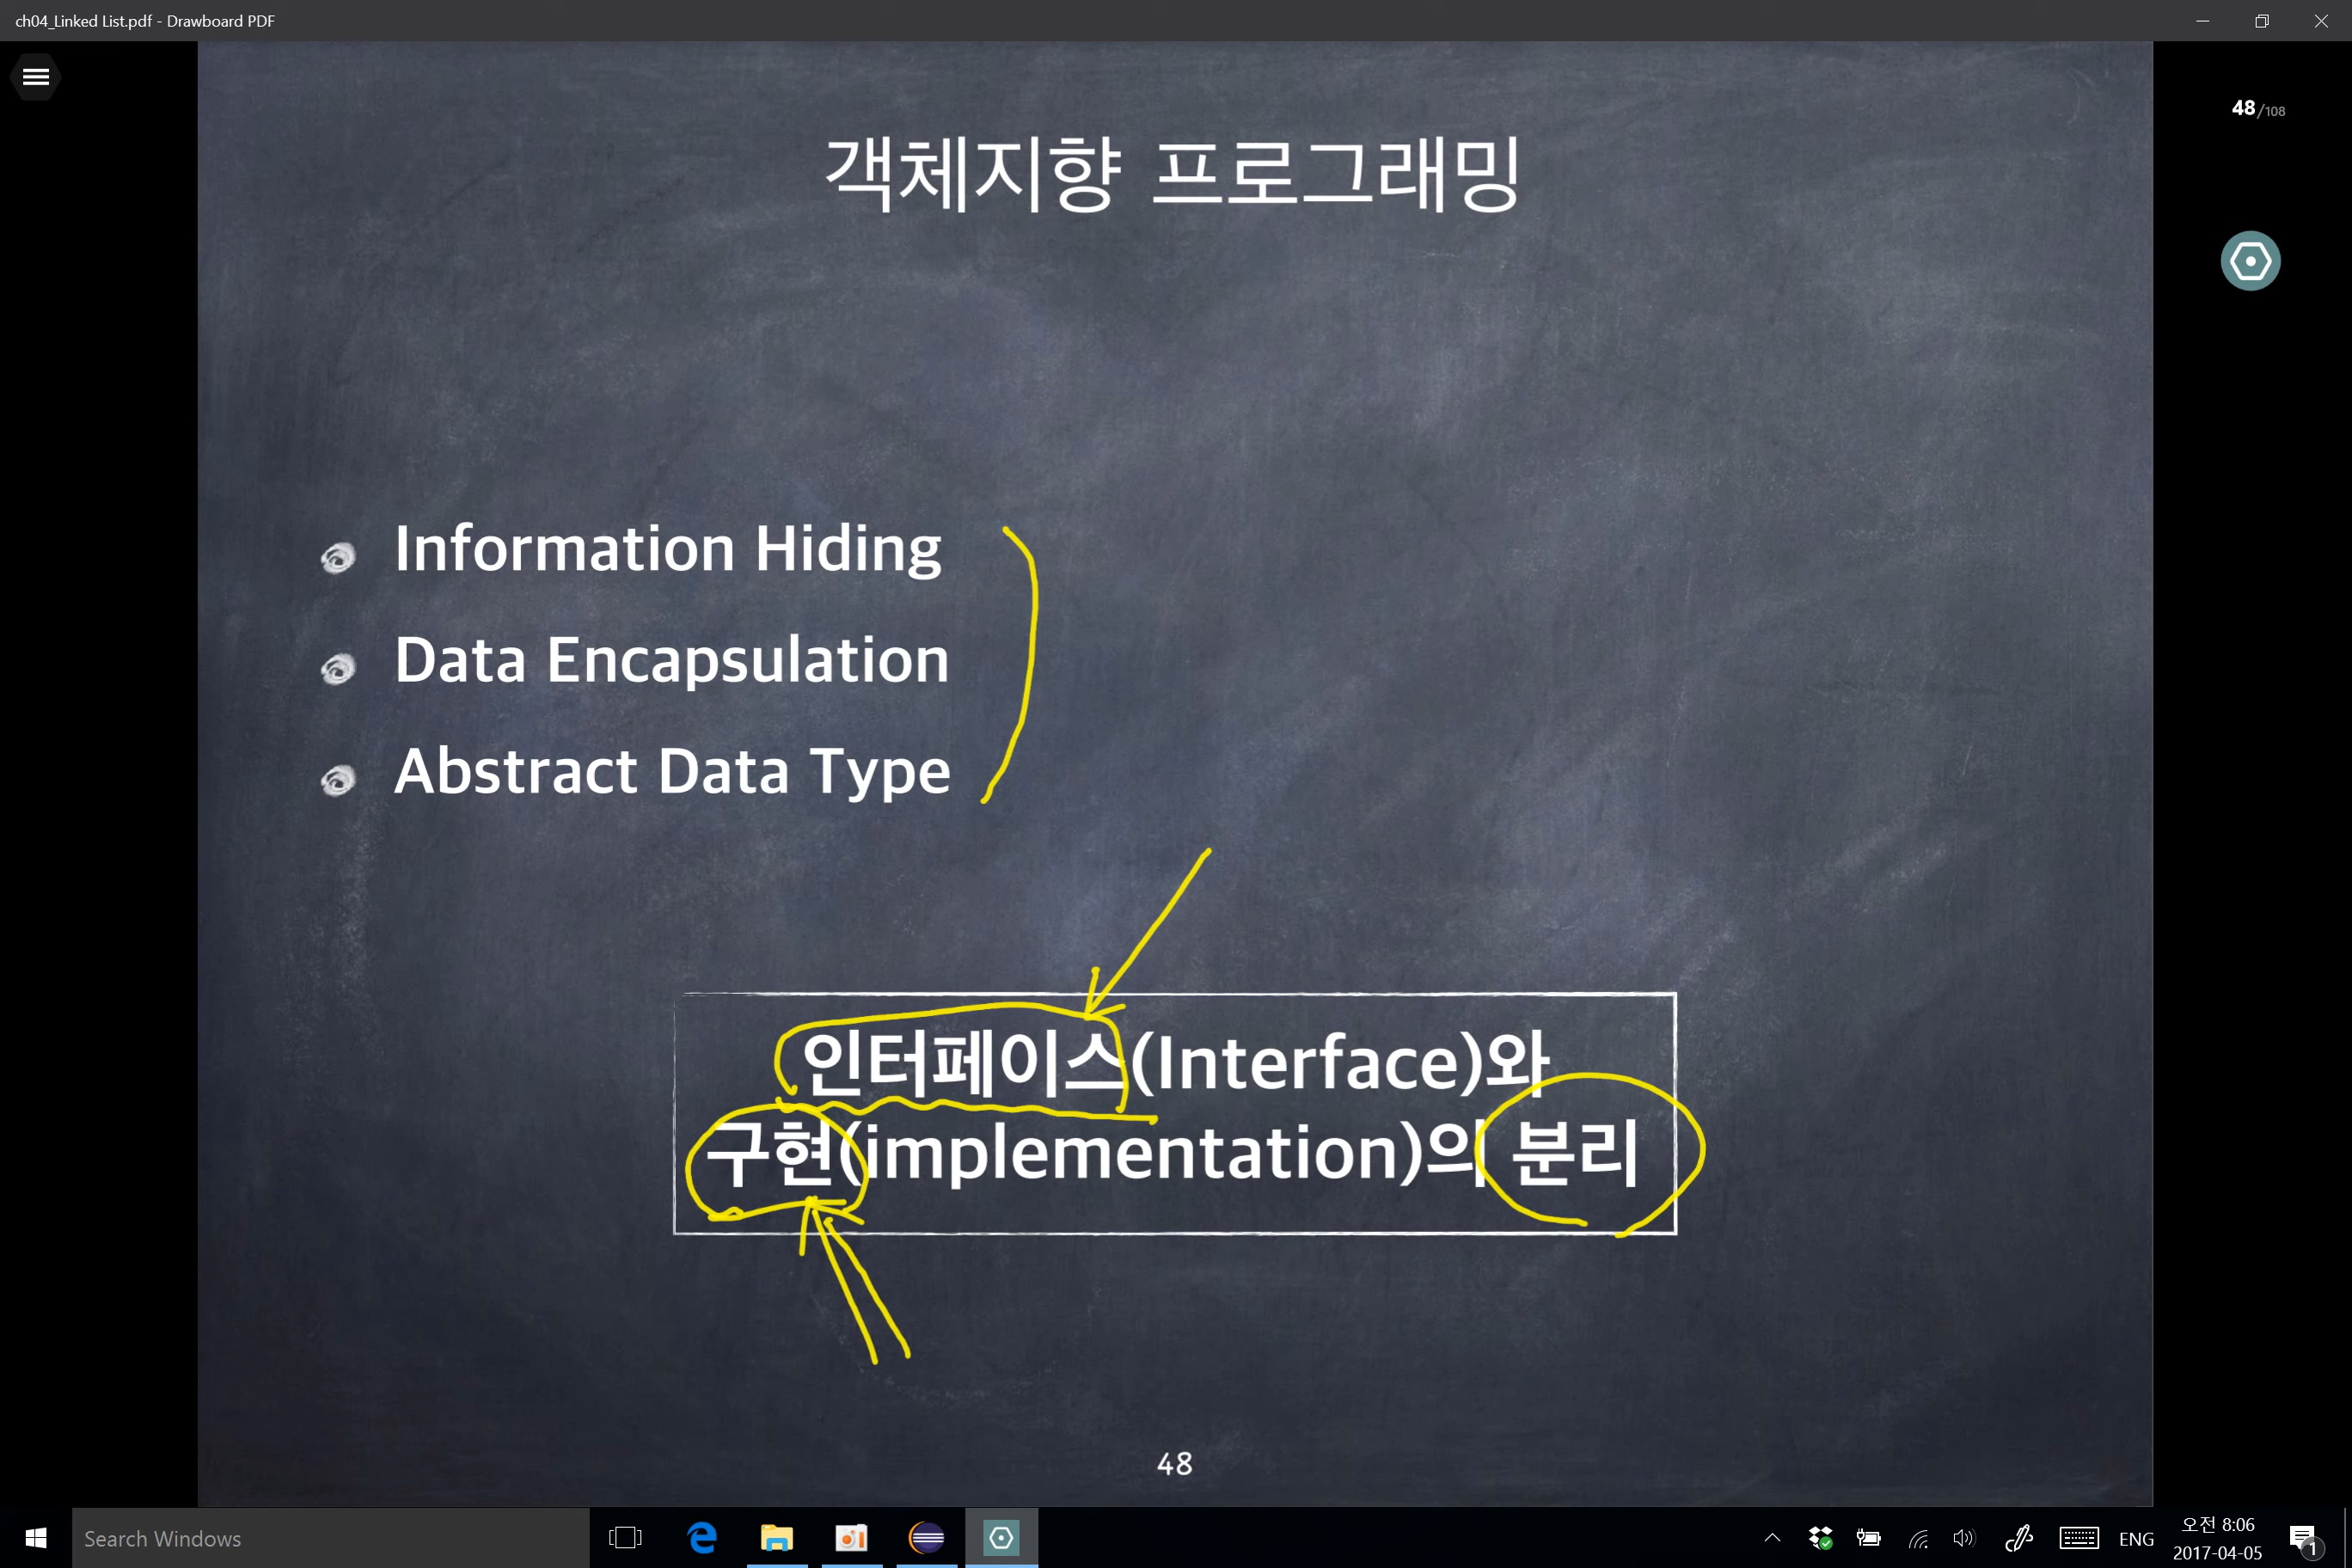 ch04_Linked List.pdf - Drawboard PDF
48/108
객체지향 프로그래밍
Information Hiding
Data Encapsulation
Abstract Data Type
인터페이스(Interface)와
구현(implementation)의 분리
48
Search Windows
ENG
오전 8:06
2017-04-05
1